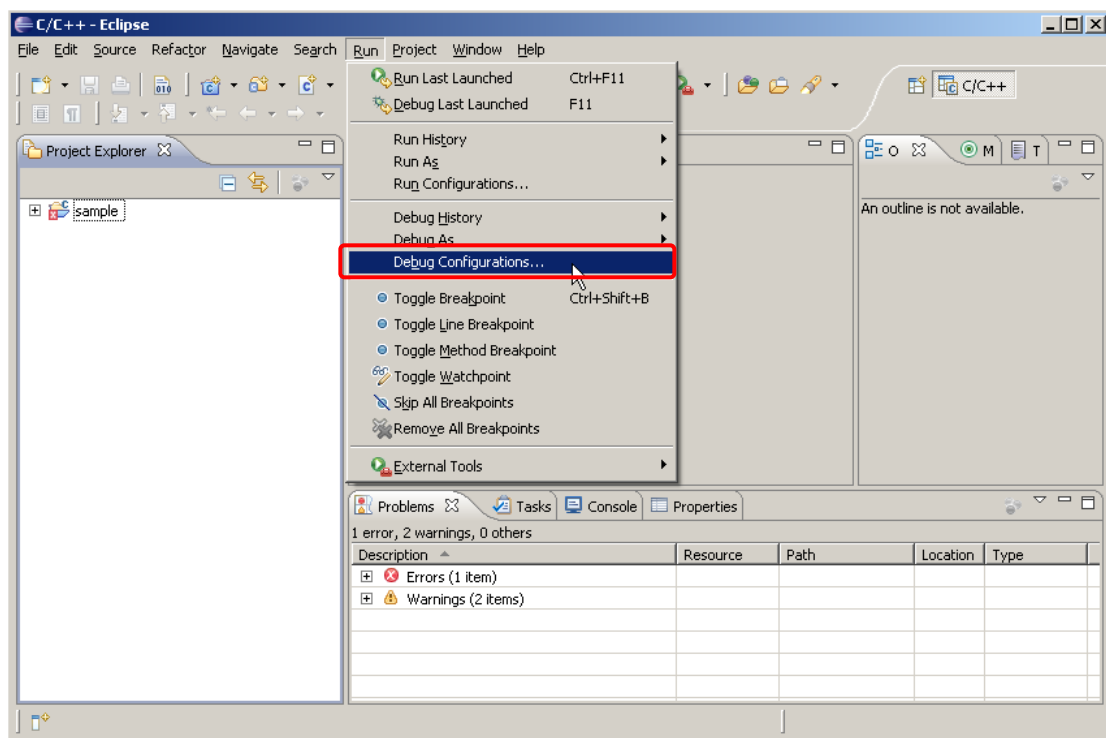 C/C++ - Eclipse
File Edit Source Refactor Navigate Search Run Project Window Help
Run Last Launched Ctrl+F11
Debug Last Launched F11
Run History
Run As
Run Configurations...
Debug History
Debug As
Debug Configurations...
Toggle Breakpoint Ctrl+Shift+B
Toggle Line Breakpoint
Toggle Method Breakpoint
Toggle Watchpoint
Skip All Breakpoints
Remove All Breakpoints
External Tools
C/C++
Project Explorer
sample
O M T
An outline is not available.
Problems Tasks Console Properties
1 error, 2 warnings, 0 others
Description Resource Path Location Type
Errors (1 item)
Warnings (2 items)